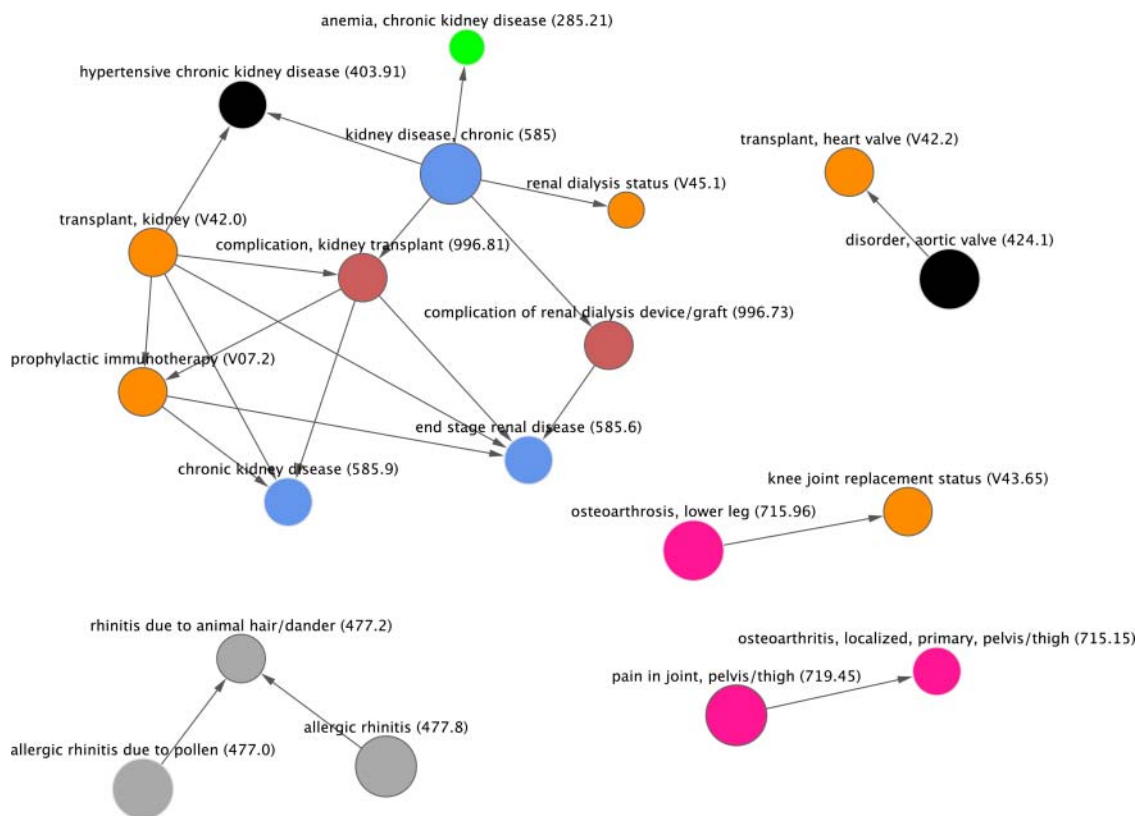 anemia, chronic kidney disease (285.21)
hypertensive chronic kidney disease (403.91)
kidney disease, chronic (585)
transplant, heart valve (V42.2)
renal dialysis status (V45.1)
transplant, kidney (V42.0)
complication, kidney transplant (996.81)
disorder, aortic valve (424.1)
complication of renal dialysis device/graft (996.73)
prophylactic immunotherapy (V07.2)
end stage renal disease (585.6)
chronic kidney disease (585.9)
knee joint replacement status (V43.65)
osteoarthrosis, lower leg (715.96)
rhinitis due to animal hair/dander (477.2)
osteoarthritis, localized, primary, pelvis/thigh (715.15)
pain in joint, pelvis/thigh (719.45)
allergic rhinitis (477.8)
allergic rhinitis due to pollen (477.0)